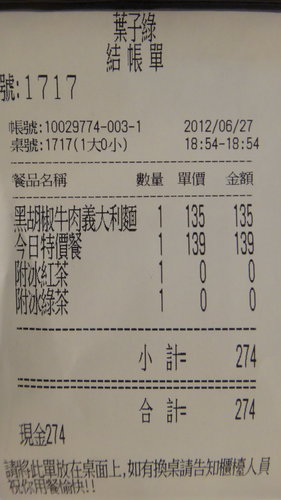 葉子綠
結帳單
號:1717
帳號:10029774-003-1 2012/06/27
桌號:1717(1大0小) 18:54-18:54
餐品名稱 數量 單價 金額
黑胡椒牛肉義大利麵 1 135 135
今日特價餐 1 139 139
附冰紅茶 1 0 0
附冰綠茶 1 0 0
小 計= 274
合 計= 274
現金274
請將此單放在桌面上,如有換桌請告知櫃檯人員
祝你用餐愉快!!